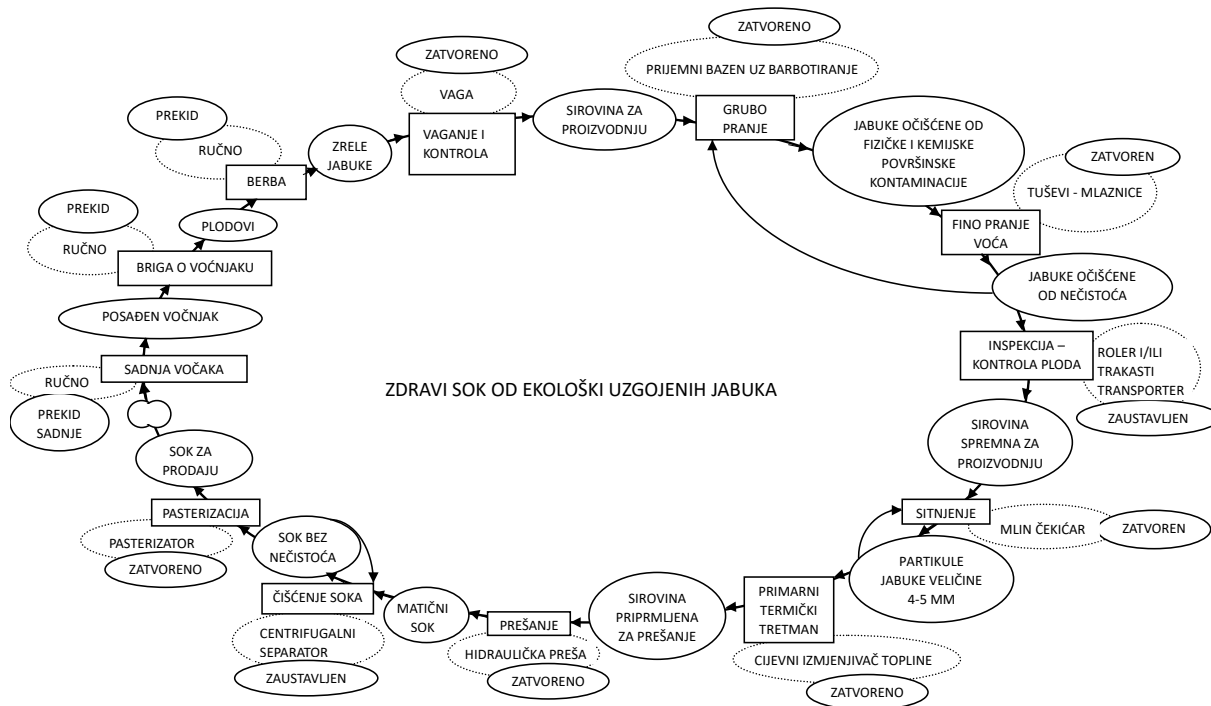 ZATVORENO
PRIJEMNI BAZEN UZ BARBOTIRANJE
GRUBO
PRANJE
ZATVORENO
VAGA
VAGANJE I
KONTROLA
SIROVINA ZA
PROIZVODNJU
PREKID
RUČNO
BERBA
ZRELE
JABUKE
JABUKE OČIŠĆENE OD
FIZIČKE I KEMIJSKE
POVRŠINSKE
KONTAMINACIJE
ZATVOREN
TUŠEVI - MLAZNICE
FINO PRANJE
VOĆA
PREKID
RUČNO
PLODOVI
BRIGA O VOĆNJAKU
JABUKE OČIŠĆENE
OD NEČISTOĆA
POSAĐEN VOČNJAK
INSPEKCIJA –
KONTROLA PLODA
ROLER I/ILI
TRAKASTI
TRANSPORTER
ZAUSTAVLJEN
SADNJA VOČAKA
RUČNO
PREKID
SADNJE
ZDRAVI SOK OD EKOLOŠKI UZGOJENIH JABUKA
SIROVINA
SPREMNA ZA
PROIZVODNJU
SOK ZA
PRODAJU
PASTERIZACIJA
PASTERIZATOR
ZATVORENO
SOK BEZ
NEČISTOĆA
SITNJENJE
MLIN ČEKIĆAR
ZATVOREN
PARTIKULE
JABUKE VELIČINE
4-5 MM
ČIŠĆENJE SOKA
CENTRIFUGALNI
SEPARATOR
ZAUSTAVLJEN
MATIČNI
SOK
PREŠANJE
HIDRAULIČKA PREŠA
ZATVORENO
SIROVINA
PRIPRMLJENA
ZA PREŠANJE
PRIMARNI
TERMIČKI
TRETMAN
CIJEVNI IZMJENJIVAČ TOPLINE
ZATVORENO